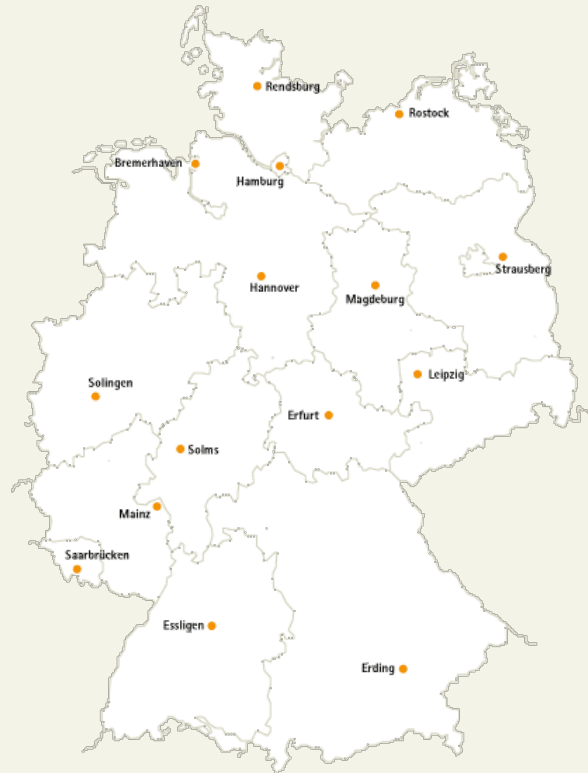 Rendsburg
Rostock
Bremerhaven
Hamburg
Strausberg
Hannover
Magdeburg
Leipzig
Solingen
Erfurt
Solms
Mainz
Saarbrücken
Essligen
Erding